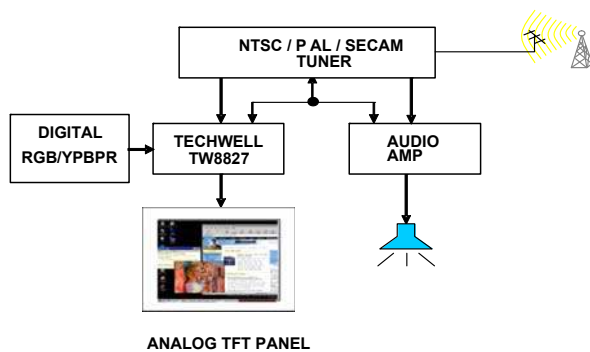 NTSC / P AL / SECAM
TUNER
DIGITAL
RGB/YPBPR
TECHWELL
TW8827
AUDIO
AMP
ANALOG TFT PANEL